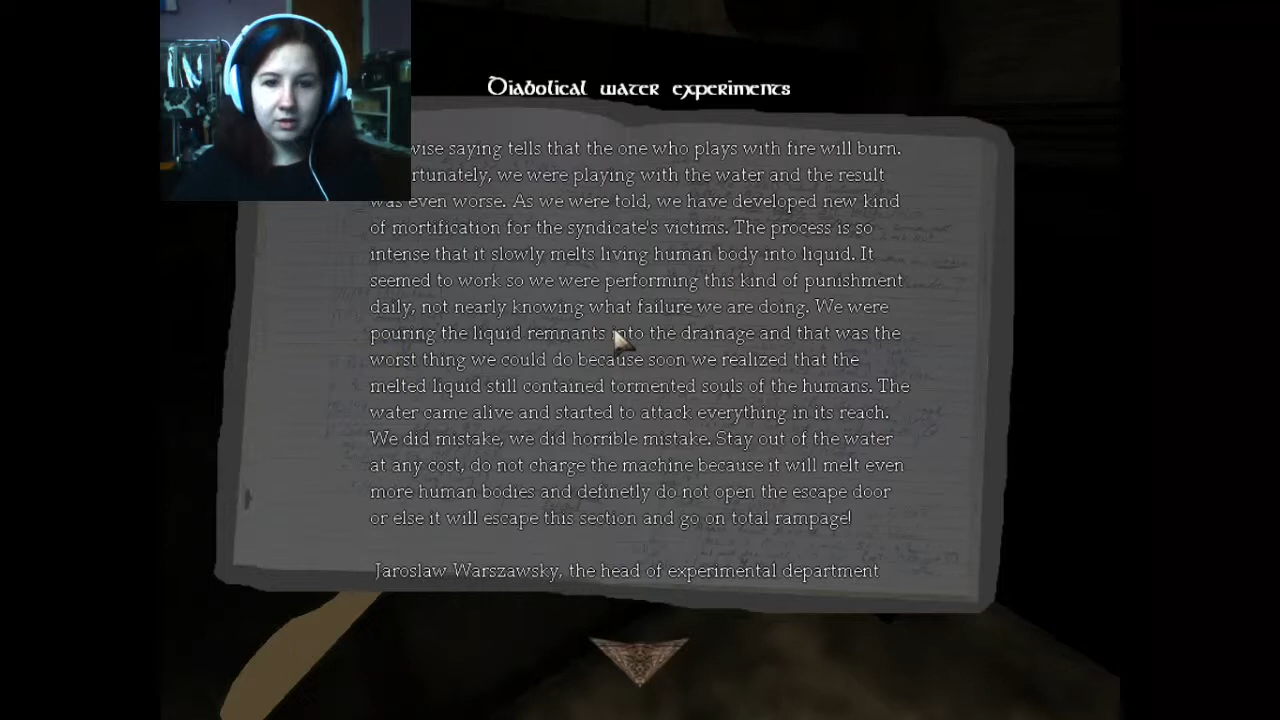 Diabolical water experiments
wise saying tells that the one who plays with fire will burn.
we were playing with the water and the result
was even worse. As we were told, we have developed new kind
of mortification for the syndicate's victims. The process is so
intense that it slowly melts living human body into liquid. It
seemed to work so we were performing this kind of punishment
daily, not nearly knowing what failure we are doing. We were
pouring the liquid remnants into the drainage and that was the
worst thing we could do because soon we realized that the
melted liquid still contained tormented souls of the humans. The
water came alive and started to attack everything in its reach.
We did mistake, we did horrible mistake. Stay out of the water
at any cost, do not charge the machine because it will melt even
more human bodies and definetly do not open the escape door
or else it will escape this section and go on total rampage!
Jaroslaw Warszawsky, the head of experimental department